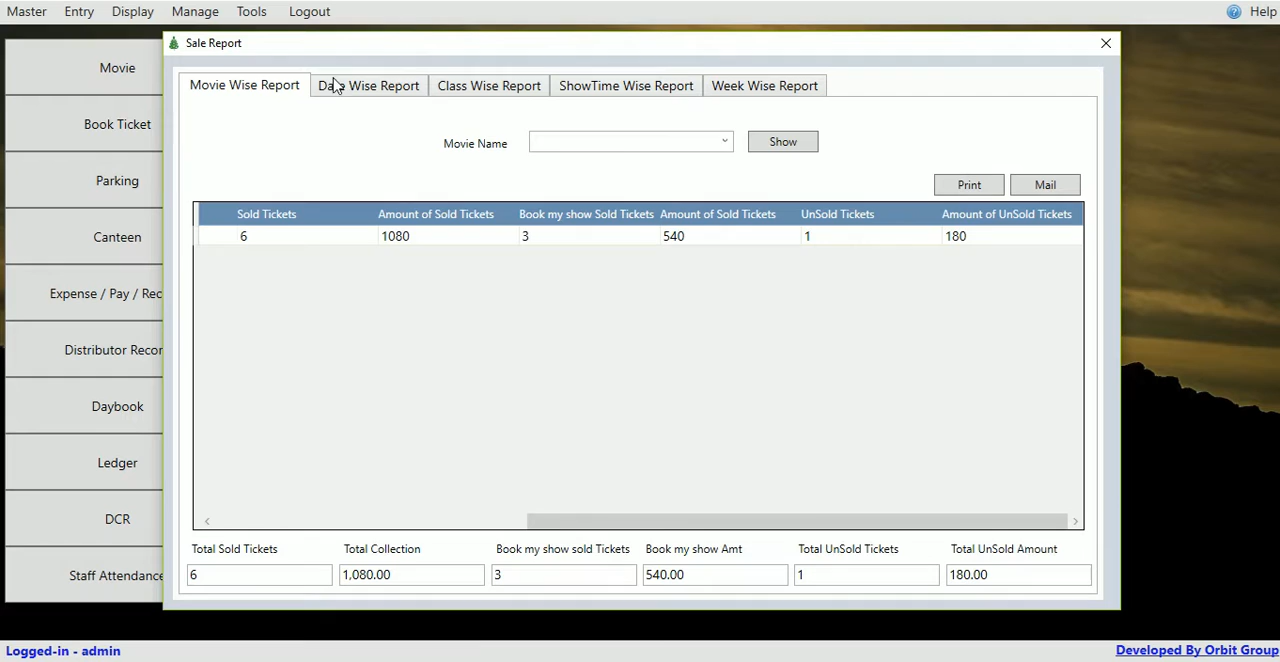 Master Entry Display Manage Tools Logout Help
Sale Report
Movie Wise Report Date Wise Report Class Wise Report ShowTime Wise Report Week Wise Report
Movie
Book Ticket
Parking
Canteen
Expense / Pay / Rec
Distributor Recor
Daybook
Ledger
DCR
Staff Attendance
Movie Name Show
Print Mail
Sold Tickets Amount of Sold Tickets Book my show Sold Tickets Amount of Sold Tickets UnSold Tickets Amount of UnSold Tickets
6 1080 3 540 1 180
Total Sold Tickets Total Collection Book my show sold Tickets Book my show Amt Total UnSold Tickets Total UnSold Amount
6 1,080.00 3 540.00 1 180.00
Logged-in - admin Developed By Orbit Group